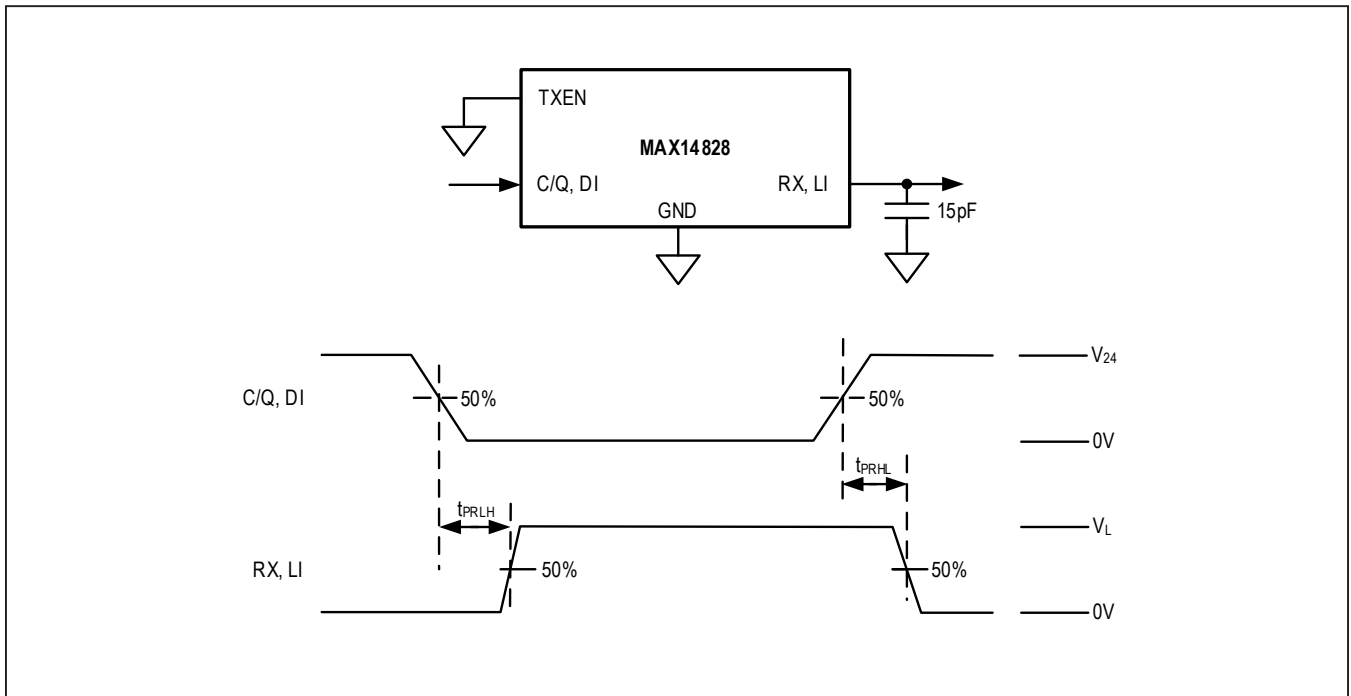 TXEN
MAX14828
C/Q, DI
RX, LI
GND
15pF
V24
C/Q, DI
50%
50%
0V
tPRHL
tPRLH
VL
RX, LI
50%
50%
0V